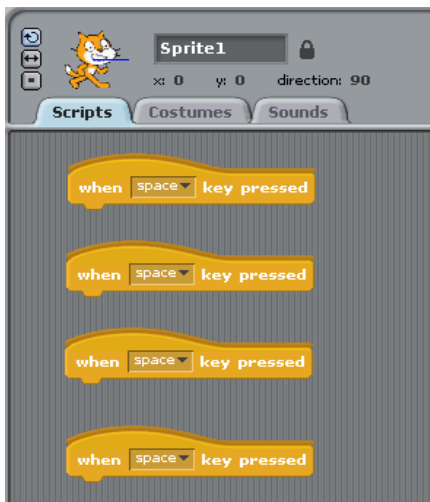 Sprite1
x: 0 y: 0 direction: 90
Scripts Costumes Sounds
when space key pressed
when space key pressed
when space key pressed
when space key pressed